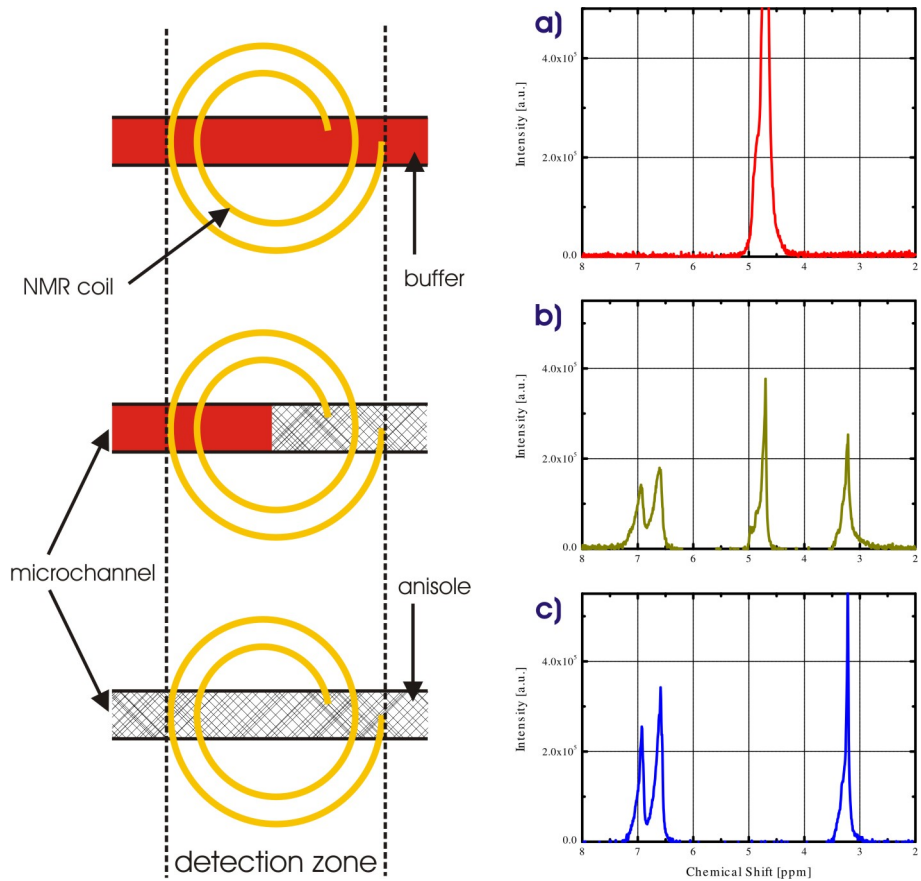 NMR coil
buffer
microchannel
anisole
detection zone
a)
Intensity [a.u.]
4.0x10⁵
2.0x10⁵
0.0
8 7 6 5 4 3 2
b)
Intensity [a.u.]
4.0x10⁵
2.0x10⁵
0.0
8 7 6 5 4 3 2
c)
Intensity [a.u.]
4.0x10⁵
2.0x10⁵
0.0
8 7 6 5 4 3 2
Chemical Shift [ppm]